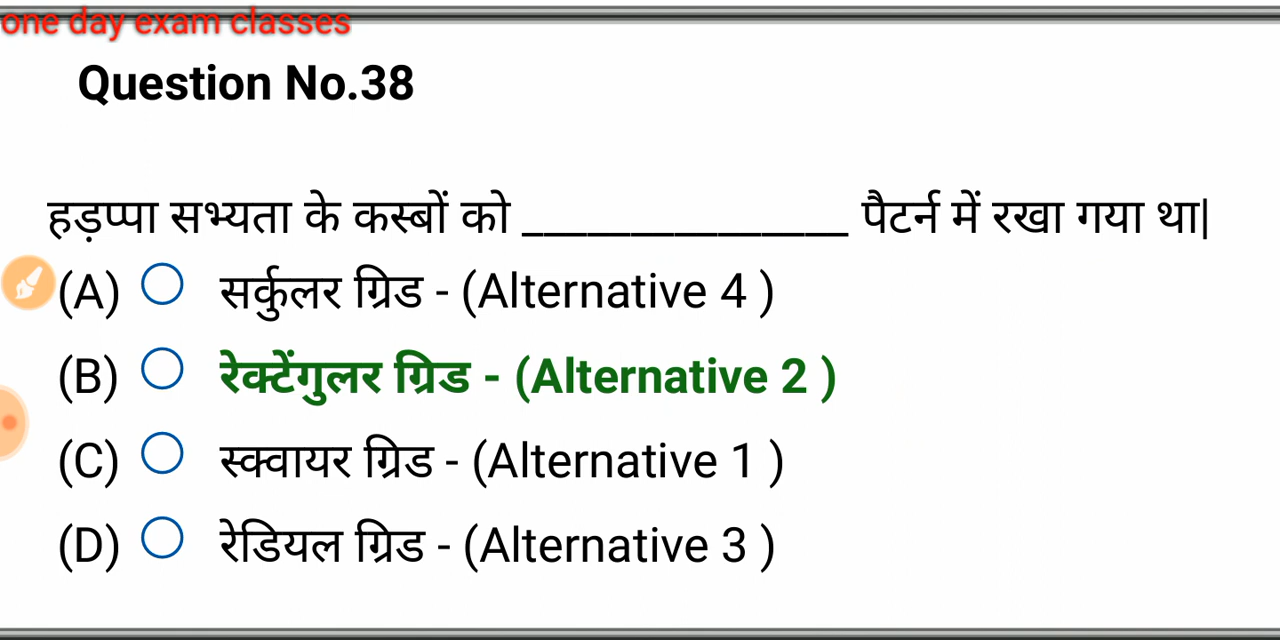 one day exam classes
Question No.38
हड़प्पा सभ्यता के कस्बों को ______________ पैटर्न में रखा गया था|
(A) सर्कुलर ग्रिड - (Alternative 4 )
(B) रेक्टेंगुलर ग्रिड - (Alternative 2 )
(C) स्क्वायर ग्रिड - (Alternative 1 )
(D) रेडियल ग्रिड - (Alternative 3 )